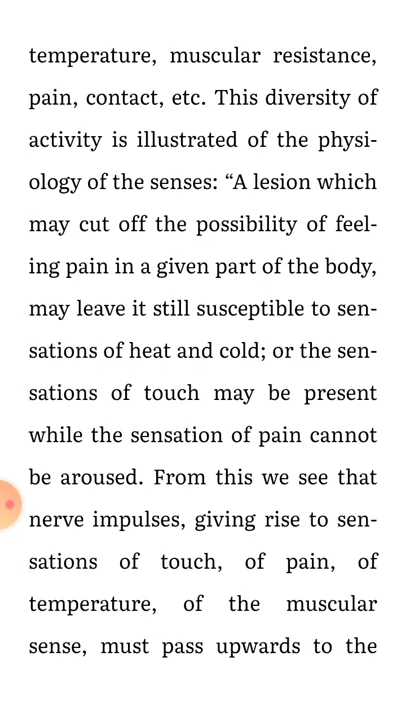 temperature, muscular resistance,
pain, contact, etc. This diversity of
activity is illustrated of the physi-
ology of the senses: “A lesion which
may cut off the possibility of feel-
ing pain in a given part of the body,
may leave it still susceptible to sen-
sations of heat and cold; or the sen-
sations of touch may be present
while the sensation of pain cannot
be aroused. From this we see that
nerve impulses, giving rise to sen-
sations of touch, of pain, of
temperature, of the muscular
sense, must pass upwards to the